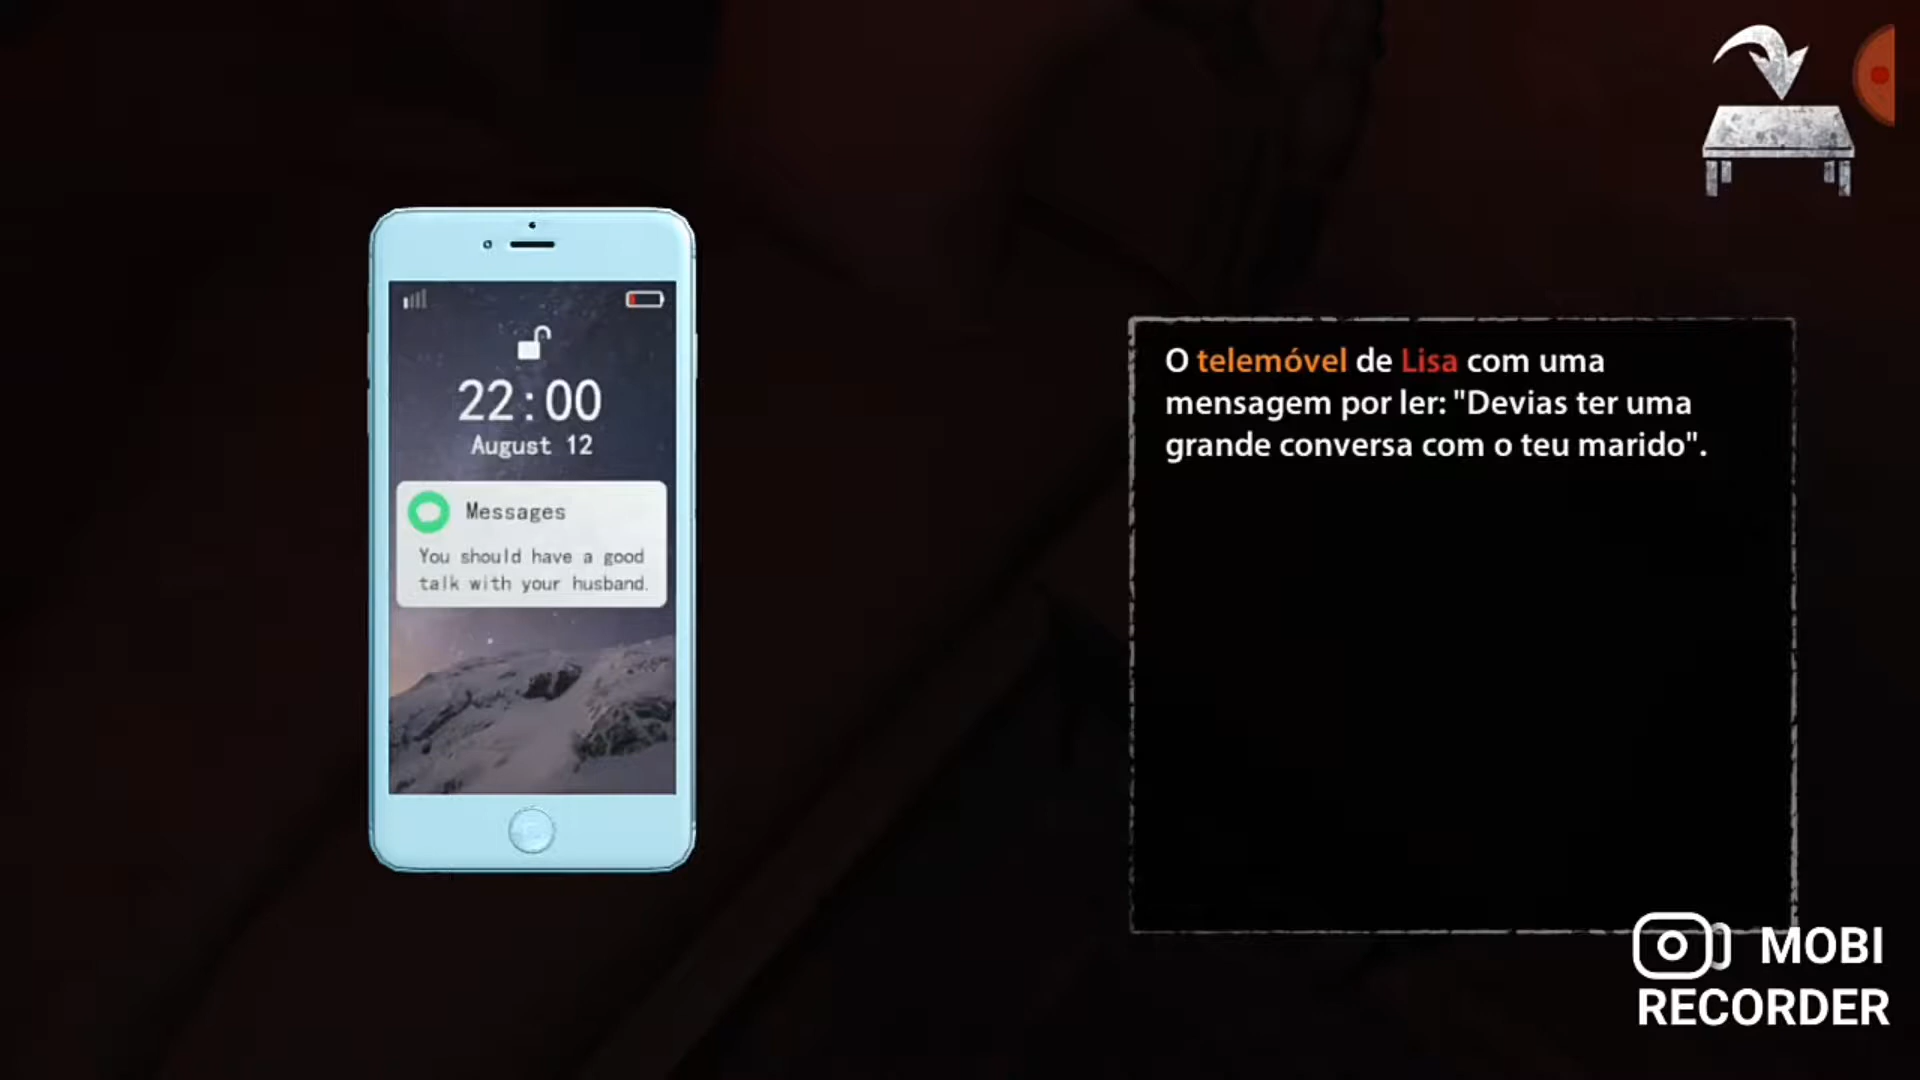 22:00
August 12
Messages
You should have a good
talk with your husband.
O telemóvel de Lisa com uma
mensagem por ler: "Devias ter uma
grande conversa com o teu marido".
MOBI
RECORDER